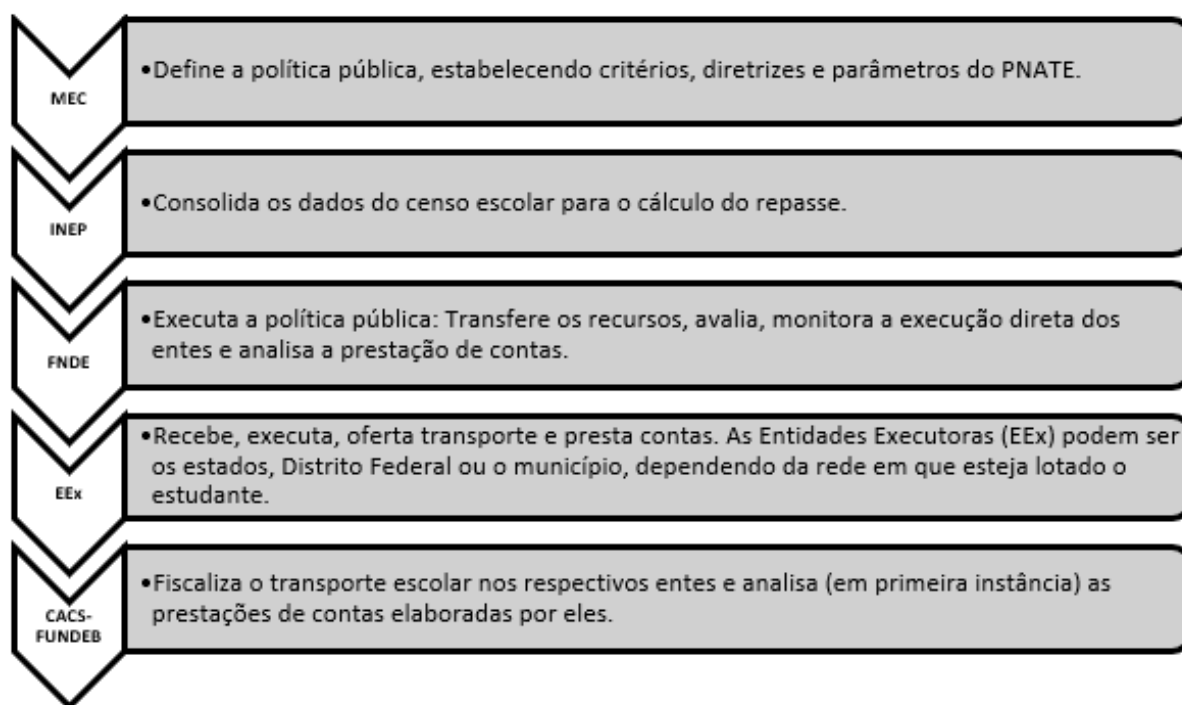 MEC
•Define a política pública, estabelecendo critérios, diretrizes e parâmetros do PNATE.
INEP
•Consolida os dados do censo escolar para o cálculo do repasse.
FNDE
•Executa a política pública: Transfere os recursos, avalia, monitora a execução direta dos
entes e analisa a prestação de contas.
EEx
•Recebe, executa, oferta transporte e presta contas. As Entidades Executoras (EEx) podem ser
os estados, Distrito Federal ou o município, dependendo da rede em que esteja lotado o
estudante.
CACS-
FUNDEB
•Fiscaliza o transporte escolar nos respectivos entes e analisa (em primeira instância) as
prestações de contas elaboradas por eles.